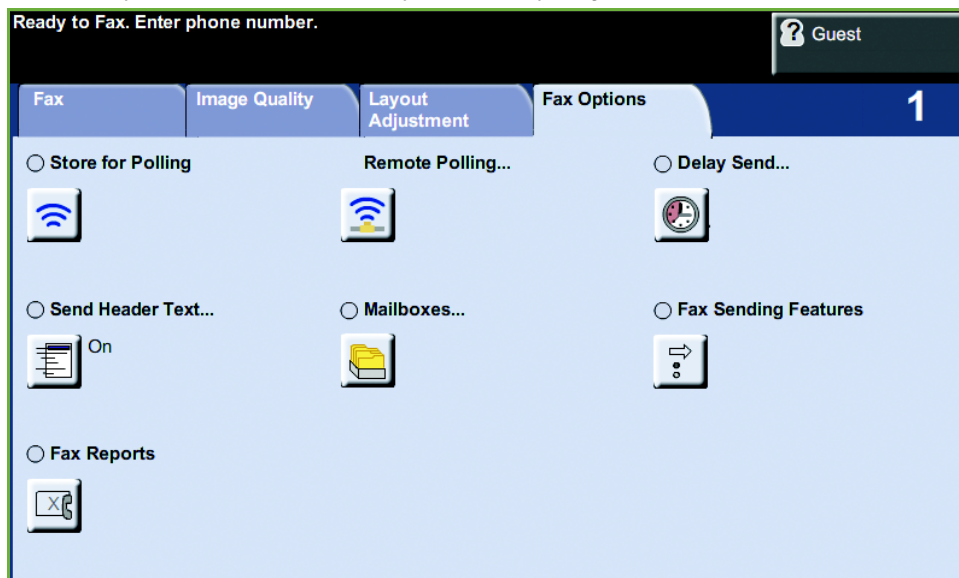 Ready to Fax. Enter phone number.
Guest
Fax
Image Quality
Layout
Adjustment
Fax Options
1
Store for Polling
Remote Polling...
Delay Send...
Send Header Text...
Mailboxes...
Fax Sending Features
On
Fax Reports